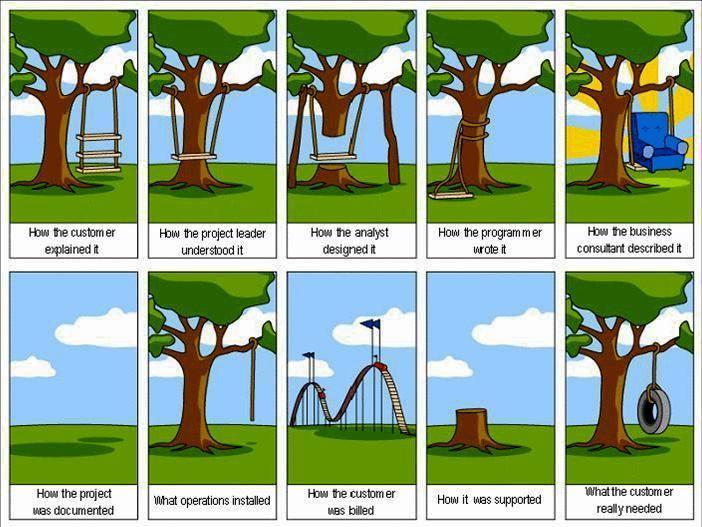 How the customer
explained it
How the project leader
understood it
How the analyst
designed it
How the programmer
wrote it
How the business
consultant described it
How the project
was documented
What operations installed
How the customer
was billed
How it was supported
What the customer
really needed